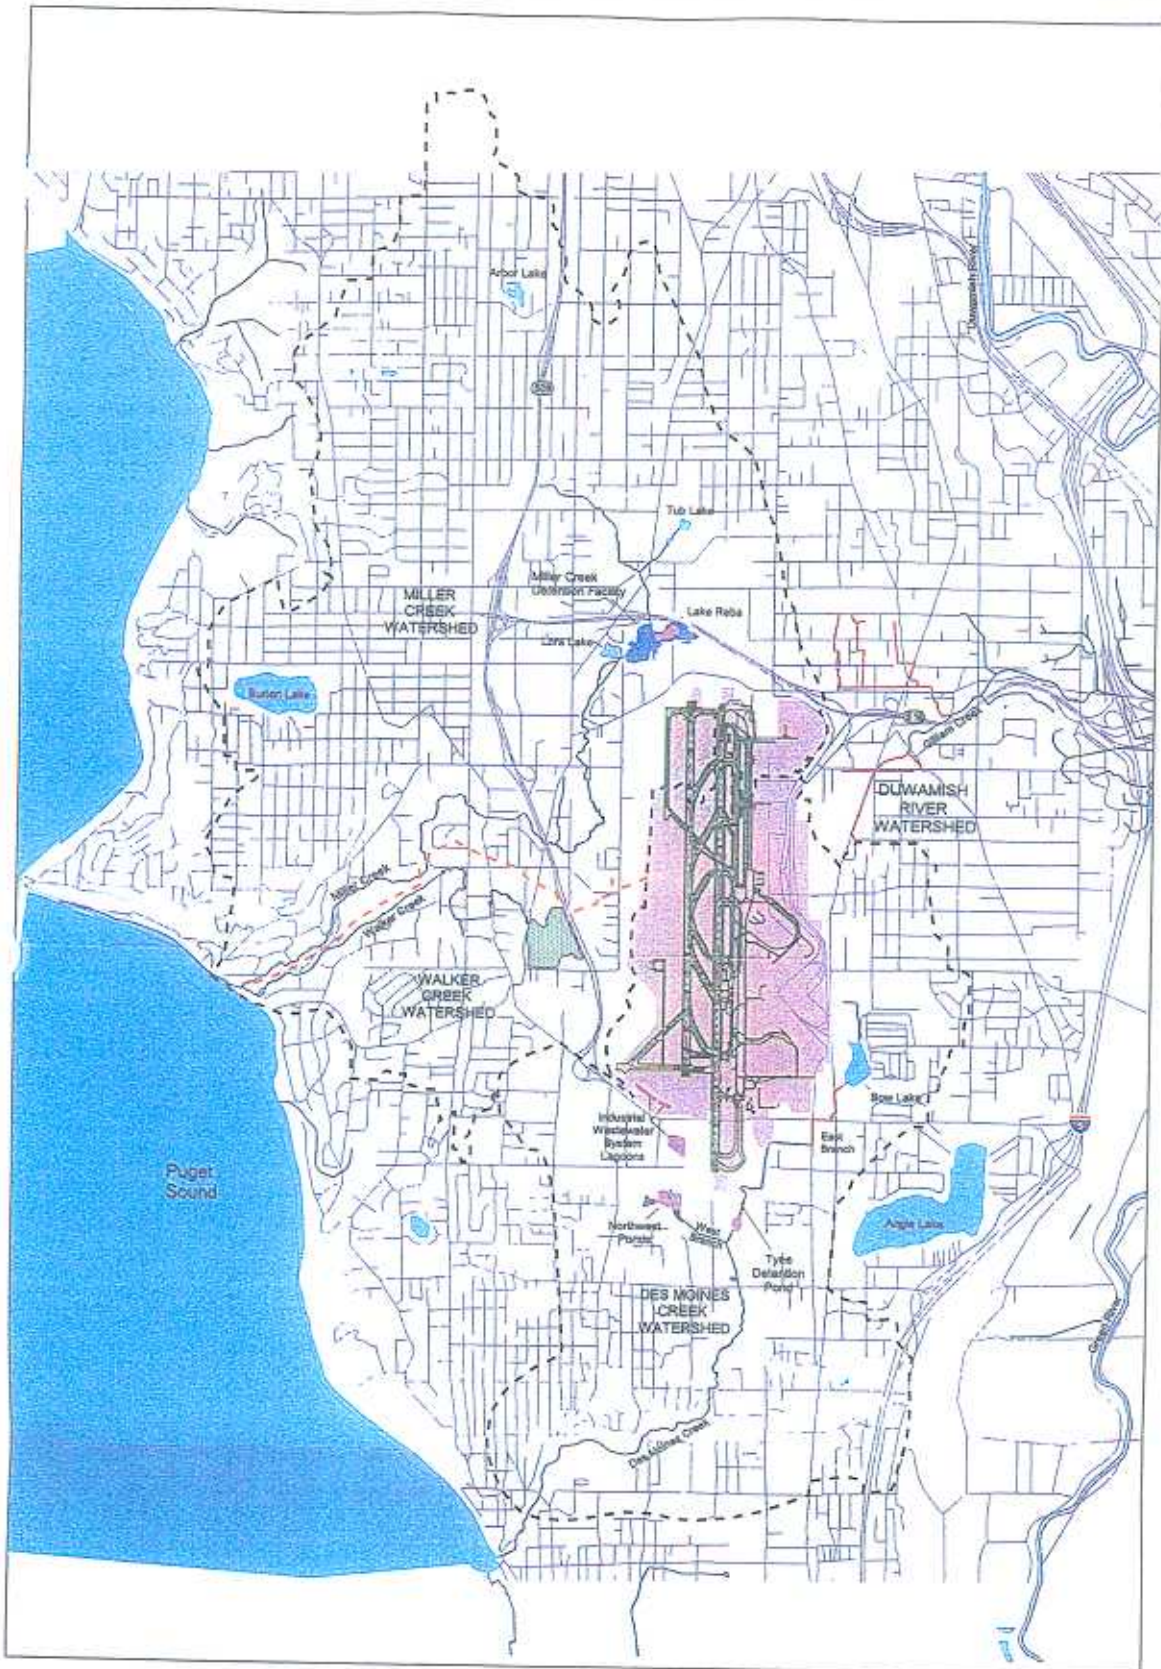 Duwamish River
Arbor Lake
Tub Lake
Miller Creek
Detention Facility
MILLER
CREEK
WATERSHED
Lake Reba
Lora Lake
Burien Lake
Gilliam Creek
DUWAMISH
RIVER
WATERSHED
Miller Creek
Walker Creek
WALKER
CREEK
WATERSHED
Bow Lake
Industrial
Wastewater
System
Lagoons
East
Branch
Puget
Sound
Northwest
Ponds
West
Branch
Angle Lake
Tyee
Detention
Pond
DES MOINES
CREEK
WATERSHED
Green River
Des Moines Creek